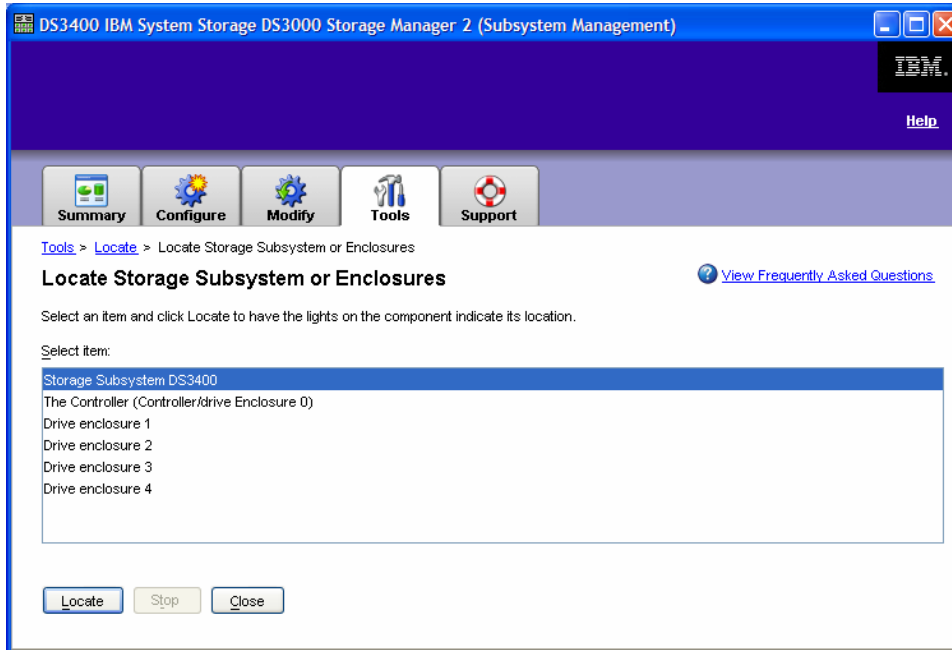 DS3400 IBM System Storage DS3000 Storage Manager 2 (Subsystem Management)
IBM.
Help
Summary
Configure
Modify
Tools
Support
Tools > Locate > Locate Storage Subsystem or Enclosures
Locate Storage Subsystem or Enclosures
? View Frequently Asked Questions
Select an item and click Locate to have the lights on the component indicate its location.
Select item:
Storage Subsystem DS3400
The Controller (Controller/drive Enclosure 0)
Drive enclosure 1
Drive enclosure 2
Drive enclosure 3
Drive enclosure 4
Locate
Stop
Close